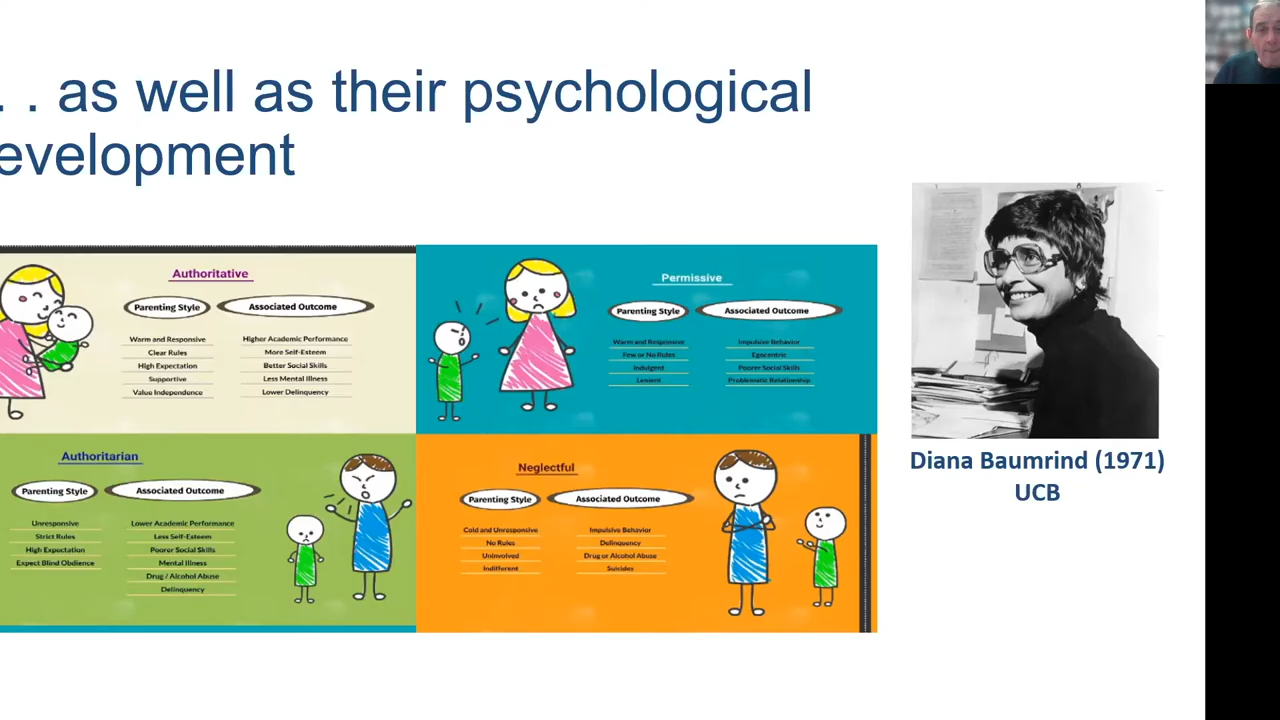 . . as well as their psychological
evelopment
Authoritative
Parenting Style
Associated Outcome
Warm and Responsive
Higher Academic Performance
Clear Rules
More Self-Esteem
High Expectation
Better Social Skills
Supportive
Less Mental Illness
Value Independence
Lower Delinquency
Permissive
Parenting Style
Associated Outcome
Warm and Responsive
Impulsive Behavior
Few or No Rules
Egocentric
Indulgent
Poorer Social Skills
Lenient
Problematic Relationship
Authoritarian
Parenting Style
Associated Outcome
Unresponsive
Lower Academic Performance
Strict Rules
Less Self-Esteem
High Expectation
Poorer Social Skills
Expect Blind Obdience
Mental Illness
Drug / Alcohol Abuse
Delinquency
Neglectful
Parenting Style
Associated Outcome
Cold and Unresponsive
Impulsive Behavior
No Rules
Delinquency
Uninvolved
Drug or Alcohol Abuse
Indifferent
Suicides
Diana Baumrind (1971)
UCB